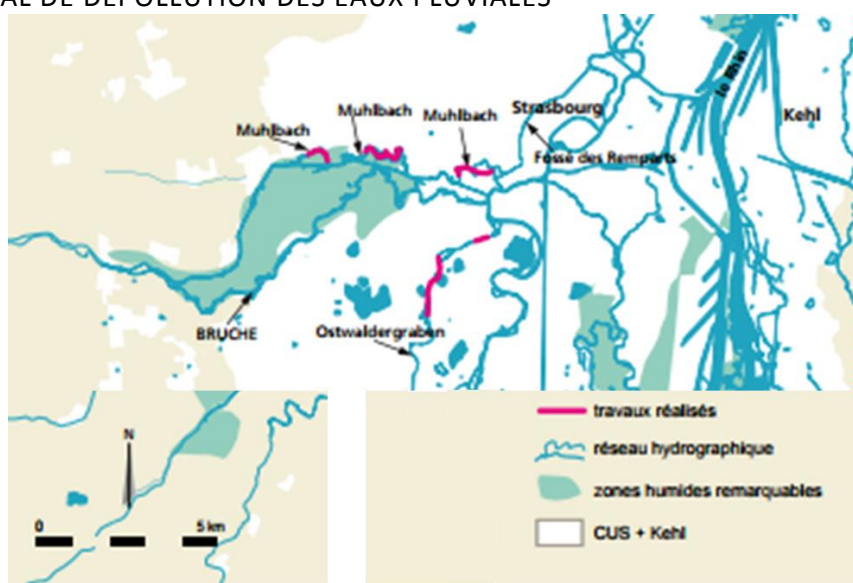 AL DE DÉPOLLUTION DES EAUX PLUVIALES
Muhlbach
Muhlbach
Muhlbach
Strasbourg
Fossé des Remparts
le Rhin
Kehl
BRUCHE
Ostwaldergraben
N
0 5 km
travaux réalisés
réseau hydrographique
zones humides remarquables
CUS + Kehl